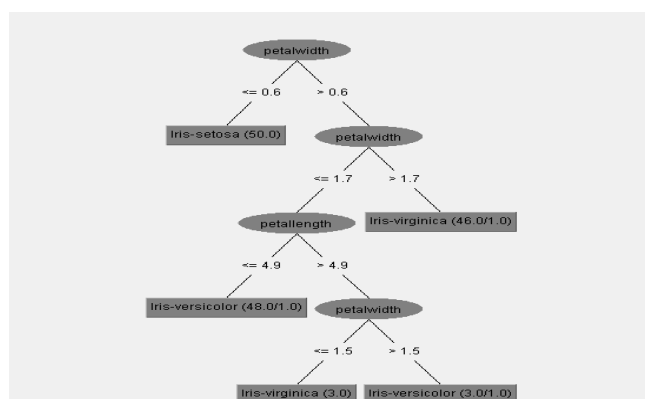 petalwidth
<= 0.6 > 0.6
Iris-setosa (50.0) petalwidth
<= 1.7 > 1.7
petallength Iris-virginica (46.0/1.0)
<= 4.9 > 4.9
Iris-versicolor (48.0/1.0) petalwidth
<= 1.5 > 1.5
Iris-virginica (3.0) Iris-versicolor (3.0/1.0)